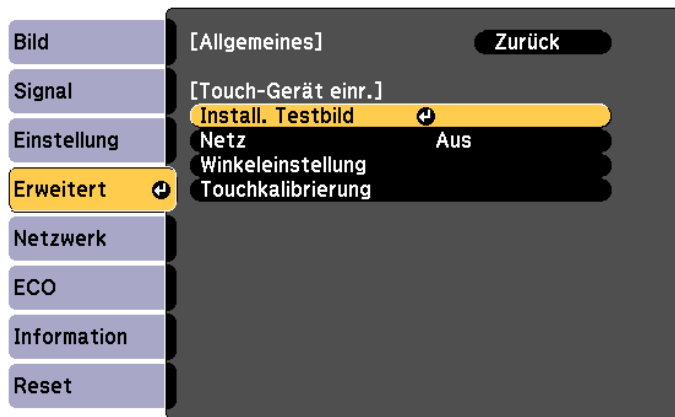 Bild
Signal
Einstellung
Erweitert
Netzwerk
ECO
Information
Reset
[Allgemeines] Zurück
[Touch-Gerät einr.]
Install. Testbild
Netz Aus
Winkeleinstellung
Touchkalibrierung